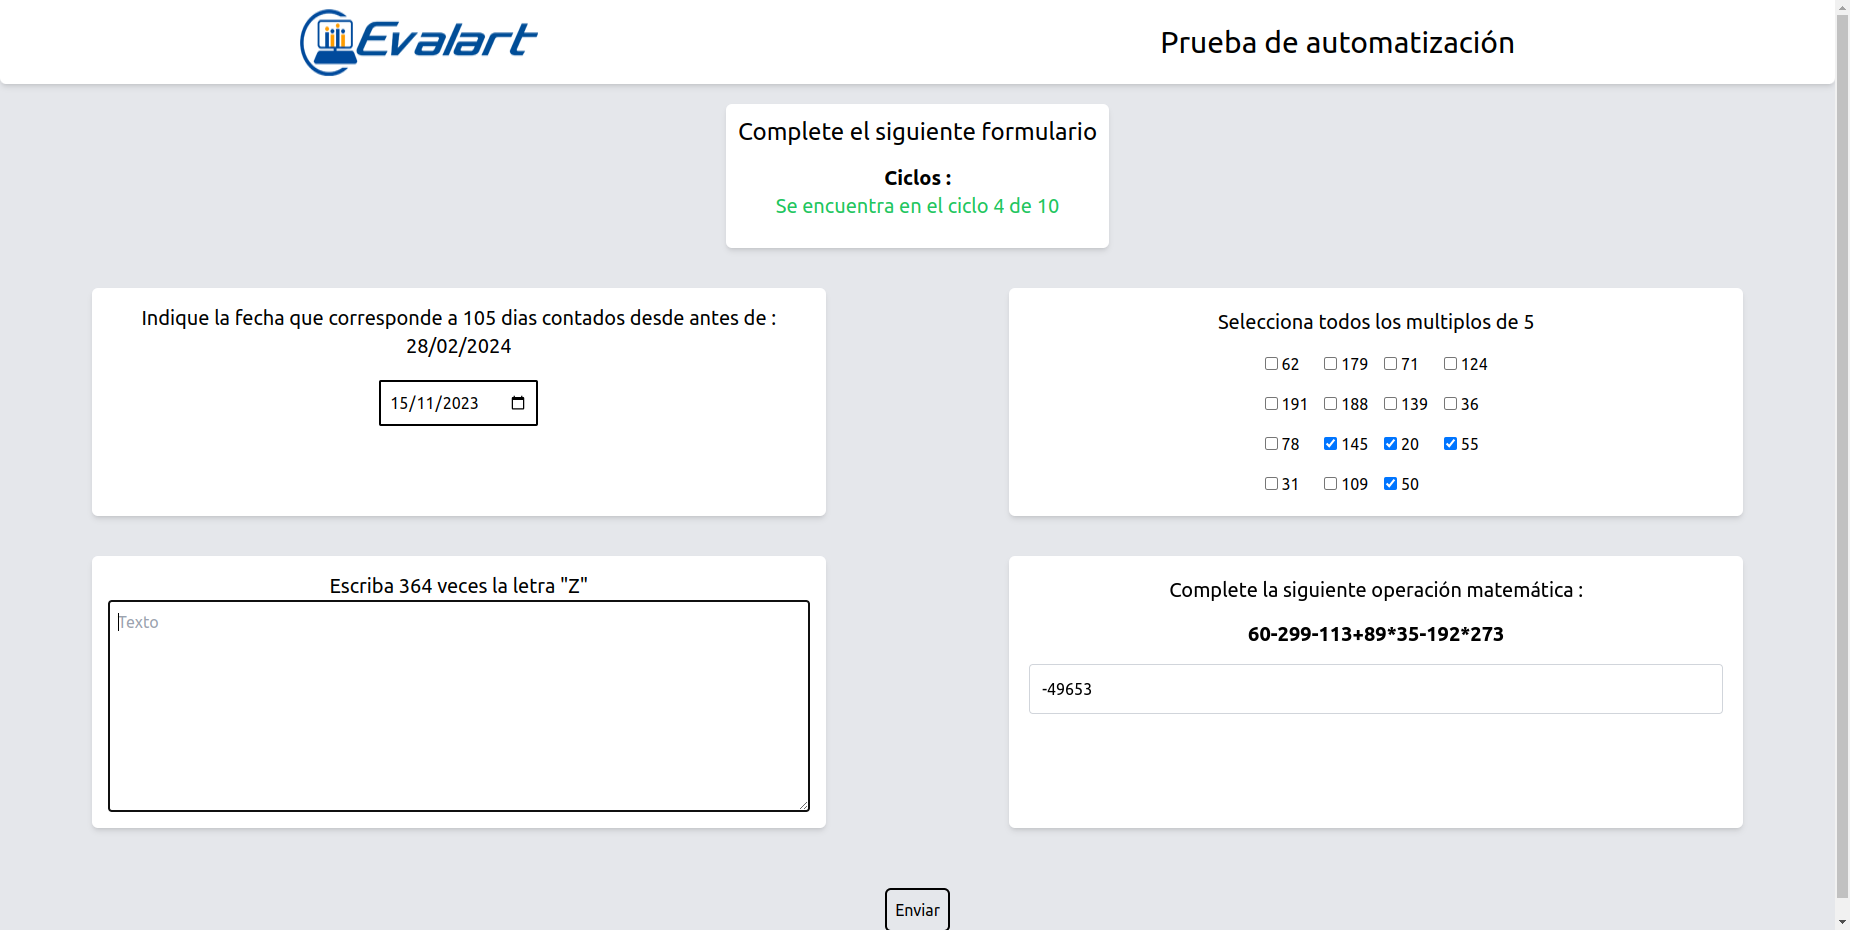 Evalart
Prueba de automatización
Complete el siguiente formulario
Ciclos :
Se encuentra en el ciclo 4 de 10
Indique la fecha que corresponde a 105 dias contados desde antes de :
28/02/2024
15/11/2023
Selecciona todos los multiplos de 5
62 179 71 124
191 188 139 36
78 145 20 55
31 109 50
Escriba 364 veces la letra "Z"
Texto
Complete la siguiente operación matemática :
60-299-113+89*35-192*273
-49653
Enviar